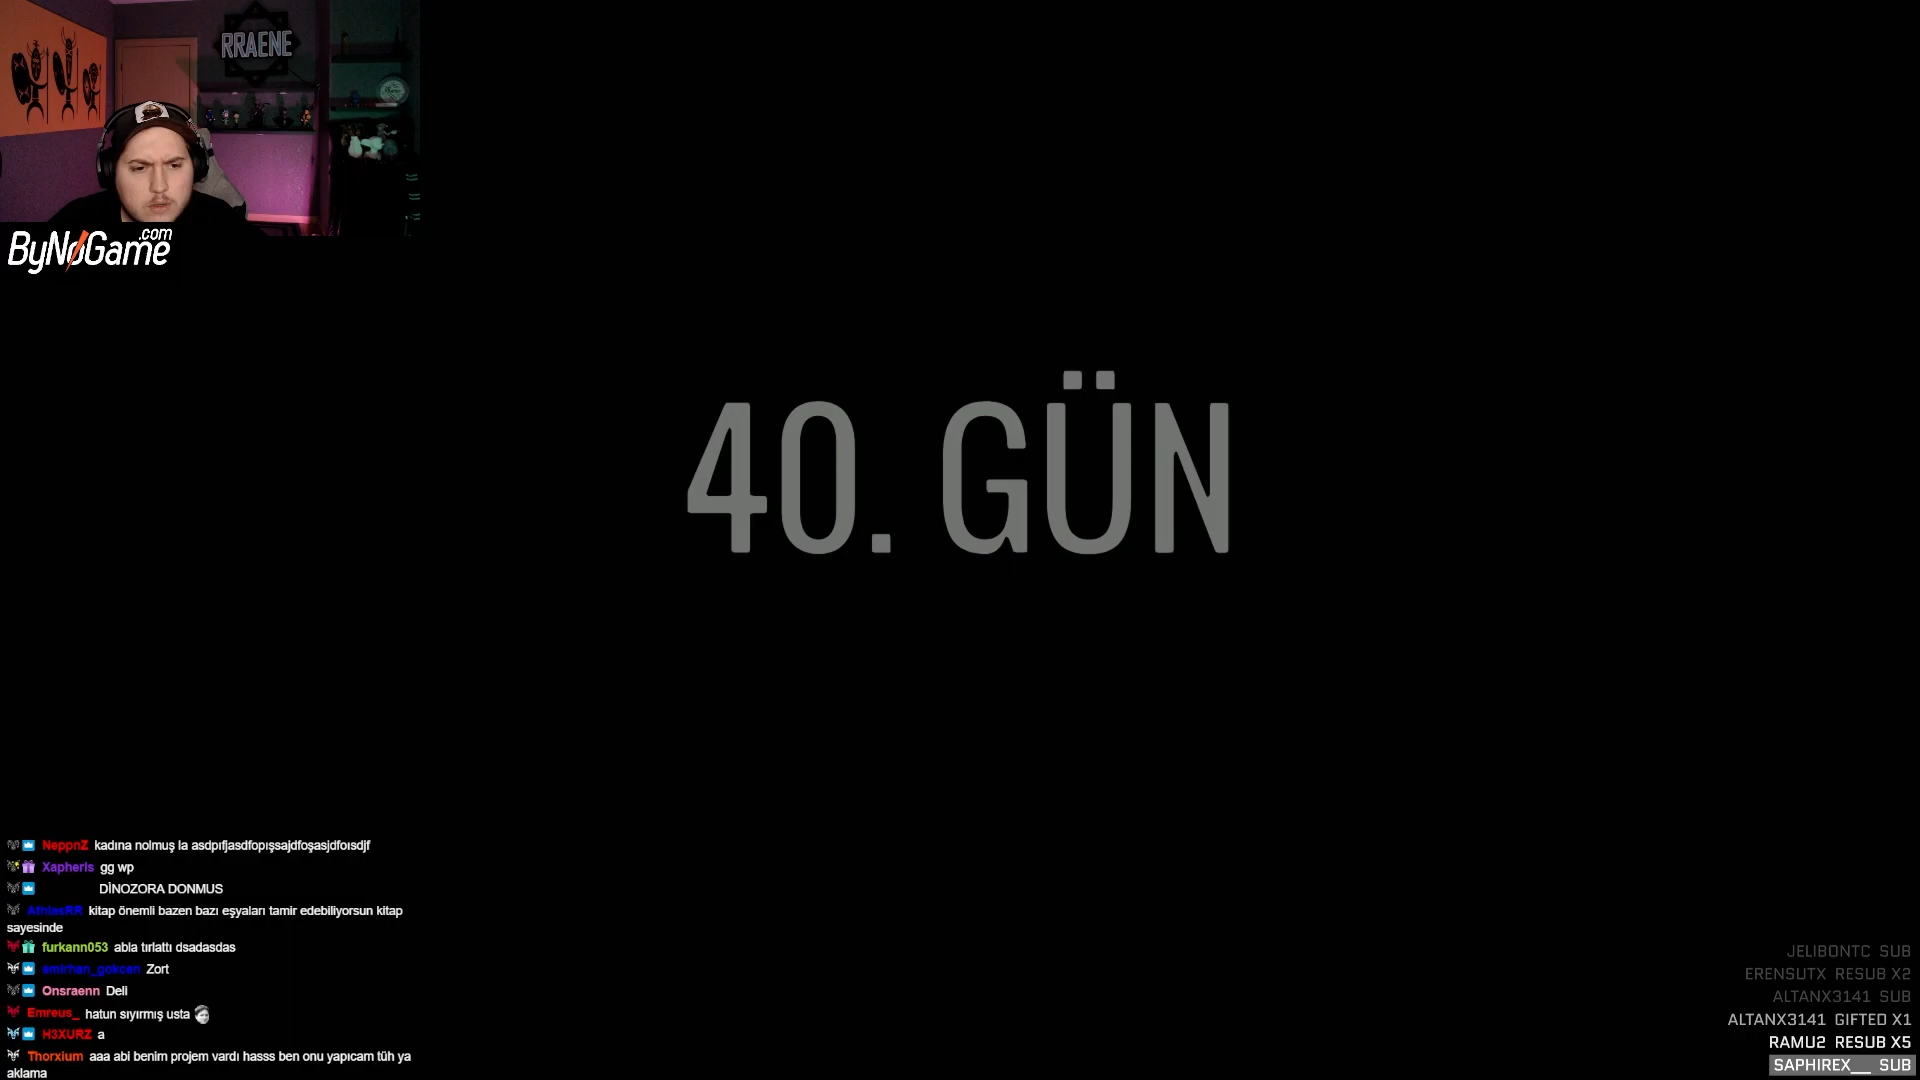 RRAENE
ByNoGame.com
40. GÜN
NeppnZ kadına nolmuş la asdpıfjasdfopışsajdfoşasjdfoısdjf
Xapheris gg wp
DİNOZORA DONMUS
AthlasRR kitap önemli bazen bazı eşyaları tamir edebiliyorsun kitap
sayesinde
furkann053 abla tırlattı dsadasdas
emirhan_gokcen Zort
Onsraenn Deli
Emreus_ hatun sıyırmış usta
H3XURZ a
Thorxium aaa abi benim projem vardı hasss ben onu yapıcam tüh ya
aklama
JELIBONTC SUB
ERENSUTX RESUB X2
ALTANX3141 SUB
ALTANX3141 GIFTED X1
RAMU2 RESUB X5
SAPHIREX__ SUB